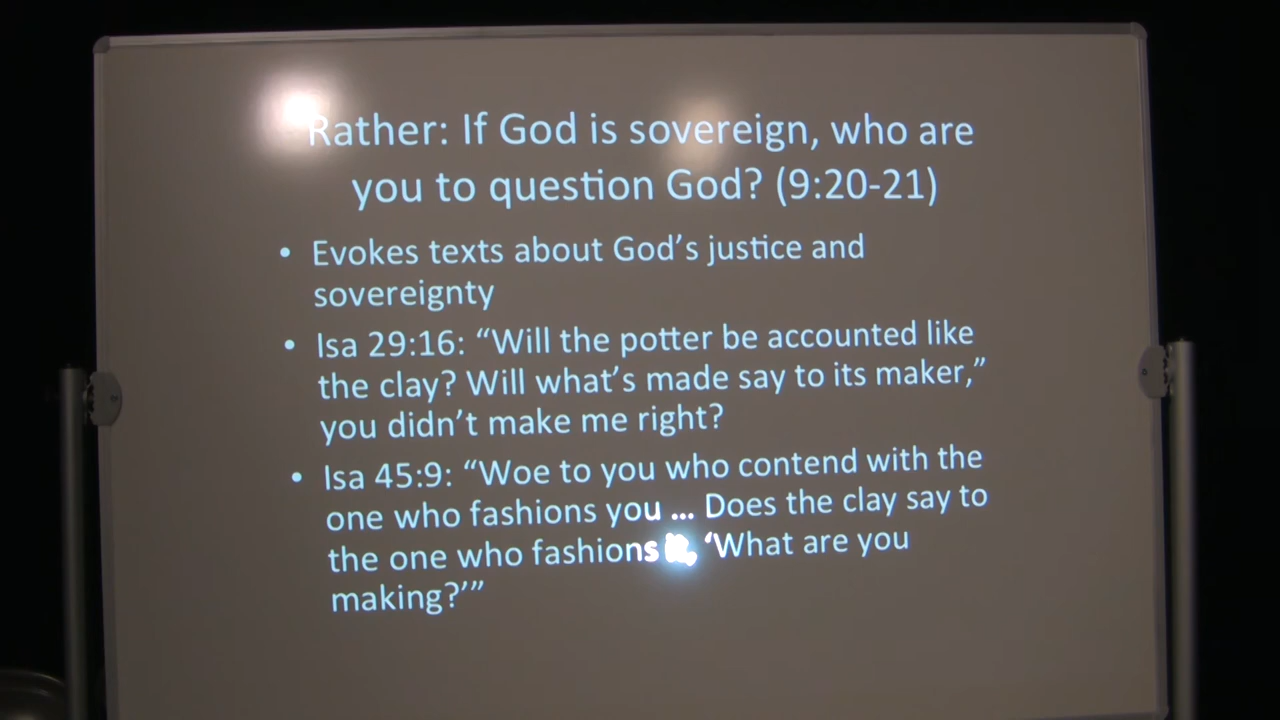 Rather: If God is sovereign, who are
you to question God? (9:20-21)
• Evokes texts about God’s justice and
sovereignty
• Isa 29:16: “Will the potter be accounted like
the clay? Will what’s made say to its maker,”
you didn’t make me right?
• Isa 45:9: “Woe to you who contend with the
one who fashions you ... Does the clay say to
the one who fashions it, ‘What are you
making?’”